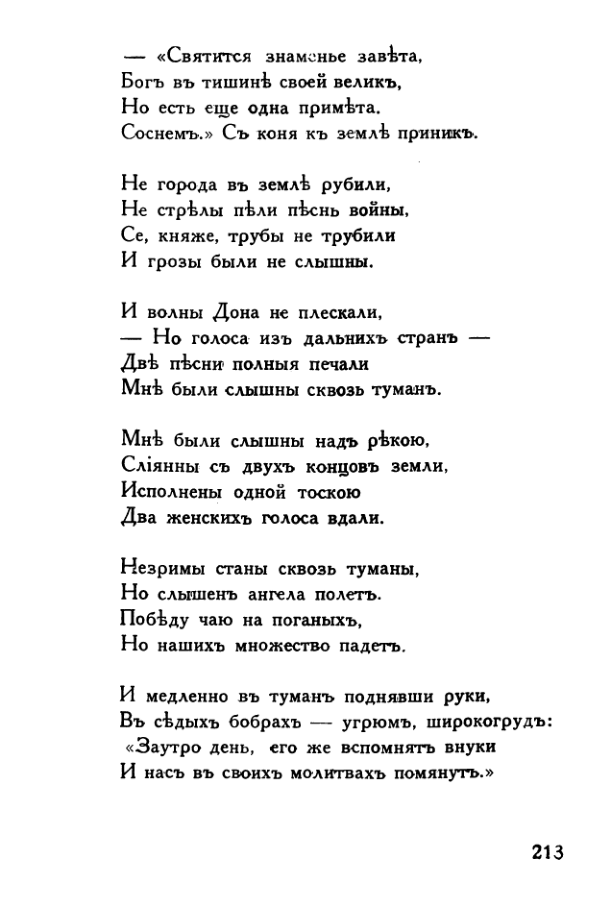 — «Святится знаменье завѣта,
Богъ въ тишинѣ своей великъ,
Но есть еще одна примѣта.
Соснемъ.» Съ коня къ землѣ приникъ.
Не города въ землѣ рубили,
Не стрѣлы пѣли пѣснь войны,
Се, княже, трубы не трубили
И грозы были не слышны.
И волны Дона не плескали,
— Но голоса изъ дальнихъ странъ —
Двѣ пѣсни полныя печали
Мнѣ были слышны сквозь туманъ.
Мнѣ были слышны надъ рѣкою,
Сліянны съ двухъ концовъ земли,
Исполнены одной тоскою
Два женскихъ голоса вдали.
Незримы станы сквозь туманы,
Но слышенъ ангела полетъ.
Побѣду чаю на поганыхъ,
Но нашихъ множество падетъ.
И медленно въ туманъ поднявши руки,
Въ сѣдыхъ бобрахъ — угрюмъ, широкогрудъ:
«Заутро день, его же вспомнятъ внуки
И насъ въ своихъ молитвахъ помянутъ.»
213